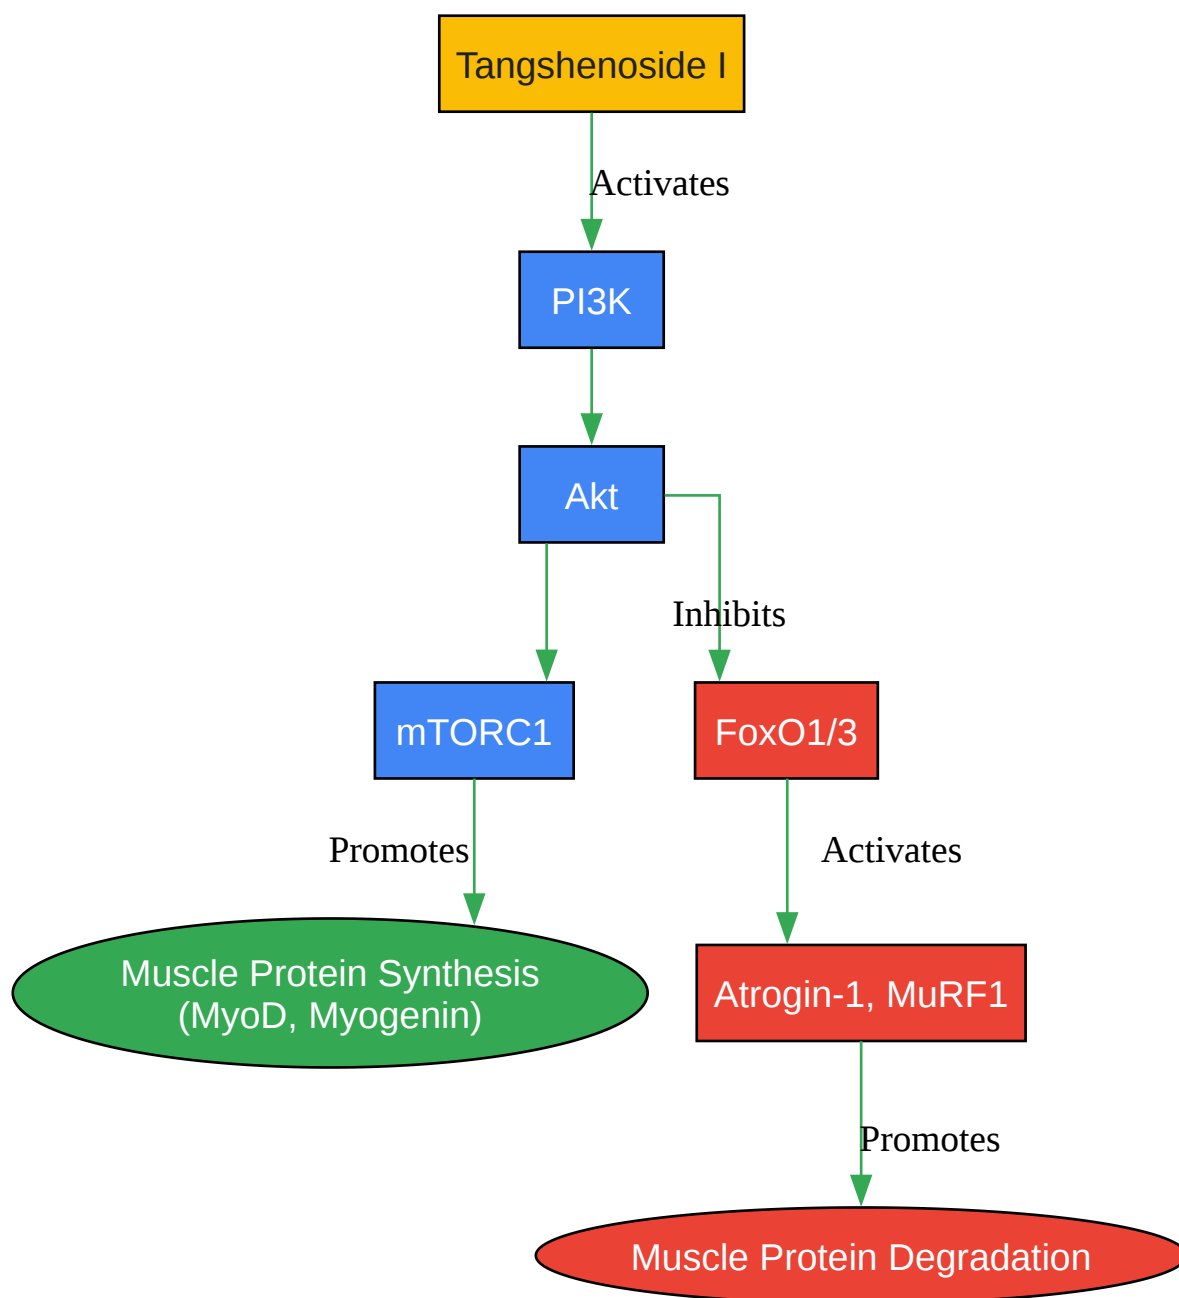 Tangshenoside I
Activates
PI3K
Akt
Inhibits
mTORC1
FoxO1/3
Promotes
Activates
Muscle Protein Synthesis
(MyoD, Myogenin)
Atrogin-1, MuRF1
Promotes
Muscle Protein Degradation